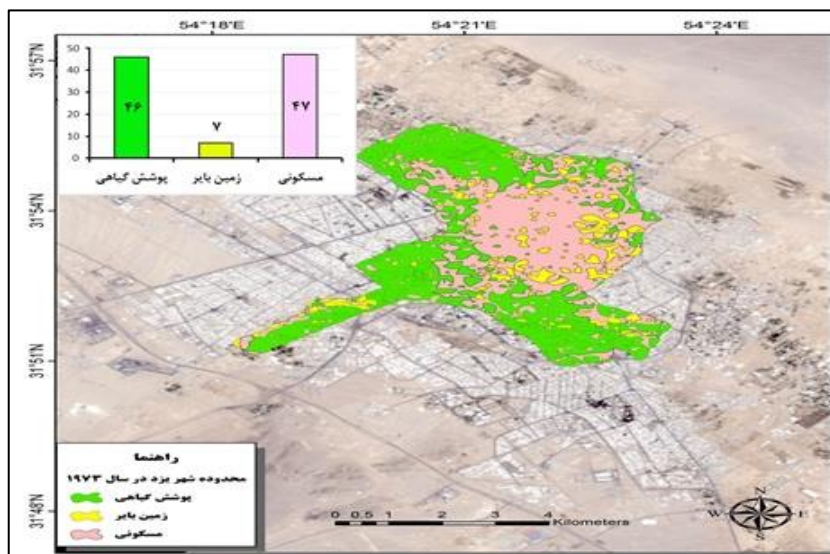 54°18'E 54°21'E 54°24'E
31°57'N
31°54'N
31°51'N
31°48'N
50
40
30
20
10
0
۴۶
۷
۴۷
پوشش گیاهی
زمین بایر
مسکونی
راهنما
محدوده شهر یزد در سال ۱۹۷۳
پوشش گیاهی
زمین بایر
مسکونی
0 0.5 1 2 3 4
Kilometers
N
W E
S